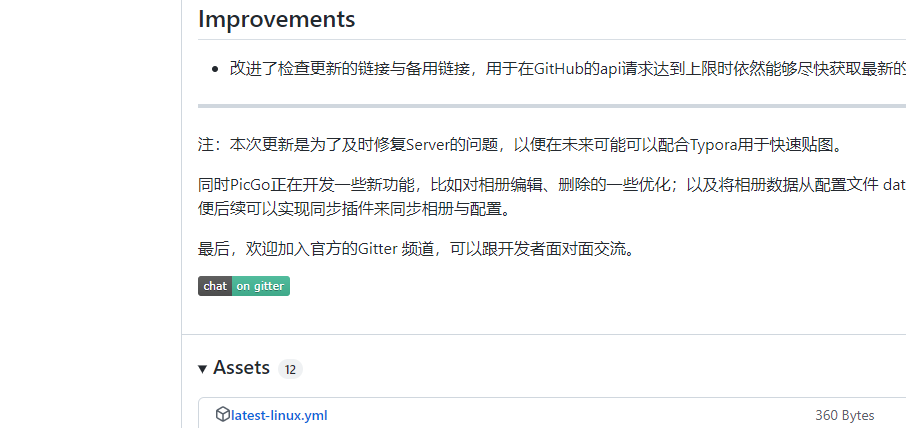 Improvements
改进了检查更新的链接与备用链接，用于在GitHub的api请求达到上限时依然能够尽快获取最新的
注：本次更新是为了及时修复Server的问题，以便在未来可能可以配合Typora用于快速贴图。
同时PicGo正在开发一些新功能，比如对相册编辑、删除的一些优化；以及将相册数据从配置文件 dat
便后续可以实现同步插件来同步相册与配置。
最后，欢迎加入官方的Gitter 频道，可以跟开发者面对面交流。
chat on gitter
Assets 12
latest-linux.yml 360 Bytes